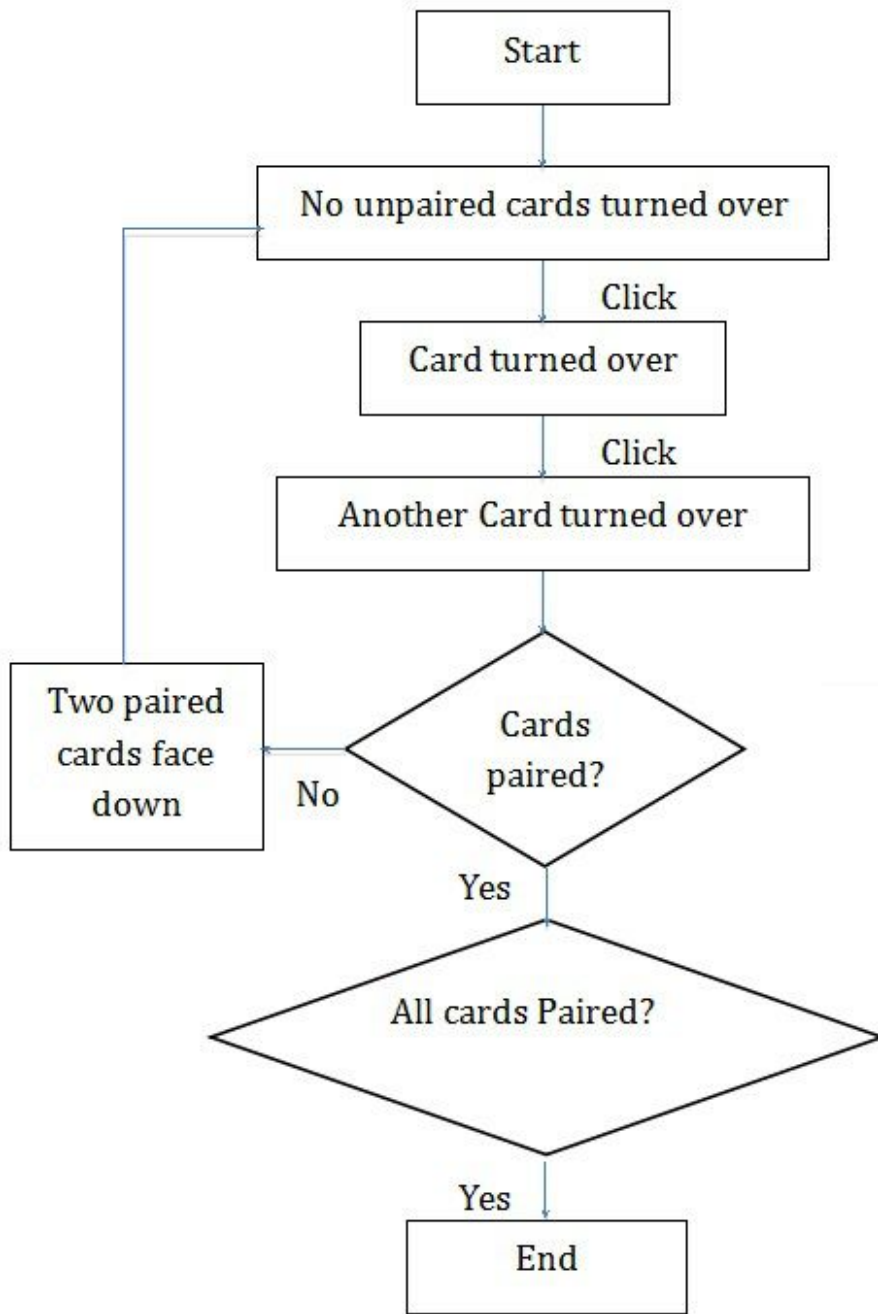 Start
No unpaired cards turned over
Click
Card turned over
Click
Another Card turned over
Cards
paired?
Two paired
cards face
down
No
Yes
All cards Paired?
Yes
End